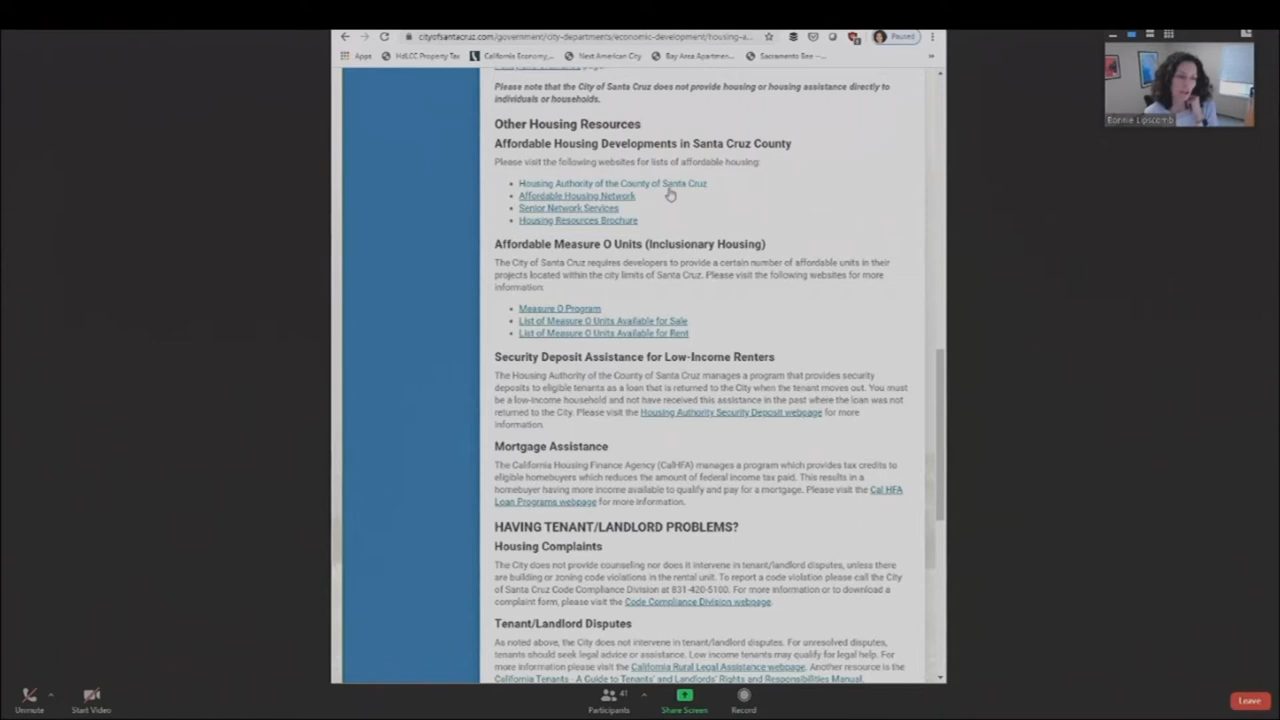 cityofsantacruz.com/government/city-departments/economic-development/housing-a...
Paused
Apps
HdLCC Property Tax
California Economy,...
Next American City
Bay Area Apartmen...
Sacramento Bee –...
»
Please note that the City of Santa Cruz does not provide housing or housing assistance directly to
individuals or households.
Other Housing Resources
Affordable Housing Developments in Santa Cruz County
Please visit the following websites for lists of affordable housing:
• Housing Authority of the County of Santa Cruz
• Affordable Housing Network
• Senior Network Services
• Housing Resources Brochure
Affordable Measure O Units (Inclusionary Housing)
The City of Santa Cruz requires developers to provide a certain number of affordable units in their
projects located within the city limits of Santa Cruz. Please visit the following websites for more
information:
• Measure O Program
• List of Measure O Units Available for Sale
• List of Measure O Units Available for Rent
Security Deposit Assistance for Low-Income Renters
The Housing Authority of the County of Santa Cruz manages a program that provides security
deposits to eligible tenants as a loan that is returned to the City when the tenant moves out. You must
be a low-income household and not have received this assistance in the past where the loan was not
returned to the City. Please visit the Housing Authority Security Deposit webpage for more
information.
Mortgage Assistance
The California Housing Finance Agency (CalHFA) manages a program which provides tax credits to
eligible homebuyers which reduces the amount of federal income tax paid. This results in a
homebuyer having more income available to qualify and pay for a mortgage. Please visit the Cal HFA
Loan Programs webpage for more information.
HAVING TENANT/LANDLORD PROBLEMS?
Housing Complaints
The City does not provide counseling nor does it intervene in tenant/landlord disputes, unless there
are building or zoning code violations in the rental unit. To report a code violation please call the City
of Santa Cruz Code Compliance Division at 831-420-5100. For more information or to download a
complaint form, please visit the Code Compliance Division webpage.
Tenant/Landlord Disputes
As noted above, the City does not intervene in tenant/landlord disputes. For unresolved disputes,
tenants should seek legal advice or assistance. Low income tenants may qualify for legal help. For
more information please visit the California Rural Legal Assistance webpage. Another resource is the
California Tenants - A Guide to Tenants' and Landlords' Rights and Responsibilities Manual.
Bonnie Lipscomb
Unmute
Start Video
41
Participants
Share Screen
Record
Leave